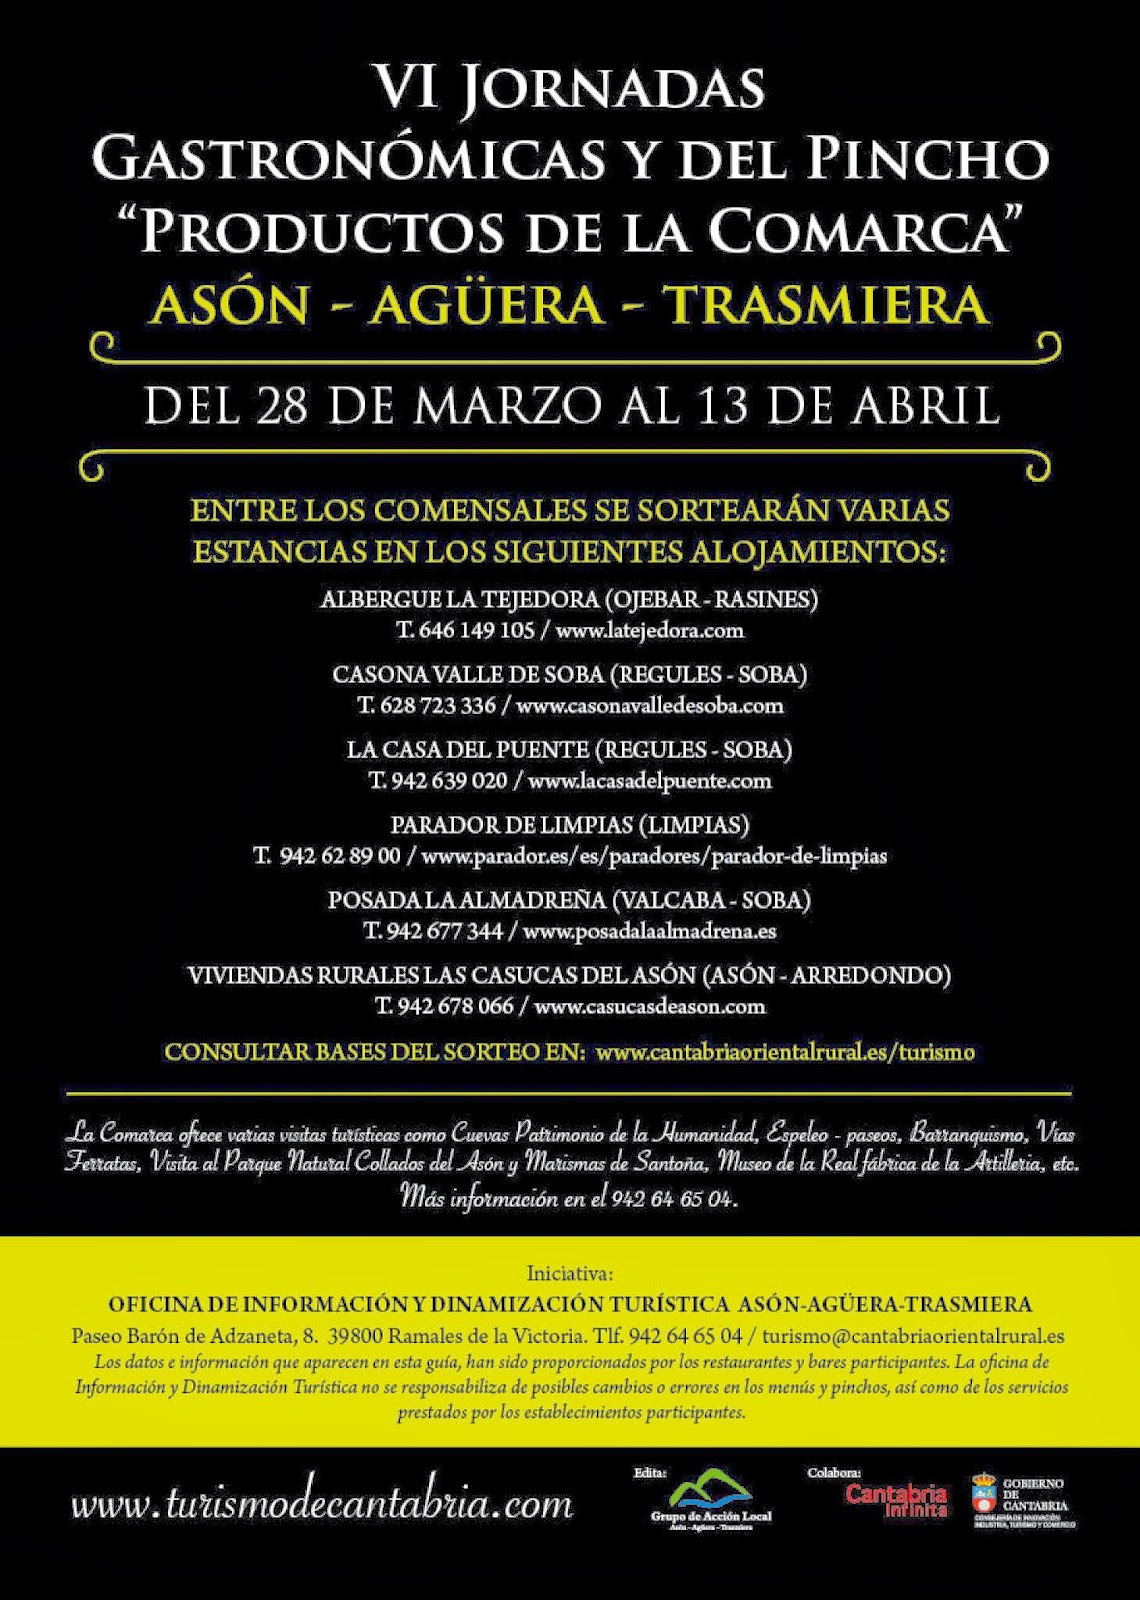 VI JORNADAS
GASTRONÓMICAS Y DEL PINCHO
“PRODUCTOS DE LA COMARCA”
ASÓN - AGÜERA - TRASMIERA
DEL 28 DE MARZO AL 13 DE ABRIL
ENTRE LOS COMENSALES SE SORTEARÁN VARIAS
ESTANCIAS EN LOS SIGUIENTES ALOJAMIENTOS:
ALBERGUE LA TEJEDORA (OJEBAR - RASINES)
T. 646 149 105 / www.latejedora.com
CASONA VALLE DE SOBA (REGULES - SOBA)
T. 628 723 336 / www.casonavalledesoba.com
LA CASA DEL PUENTE (REGULES - SOBA)
T. 942 639 020 / www.lacasadelpuente.com
PARADOR DE LIMPIAS (LIMPIAS)
T. 942 62 89 00 / www.parador.es/es/paradores/parador-de-limpias
POSADA LA ALMADREÑA (VALCABA - SOBA)
T. 942 677 344 / www.posadalaalmadrena.es
VIVIENDAS RURALES LAS CASUCAS DEL ASÓN (ASÓN - ARREDONDO)
T. 942 678 066 / www.casucasdeason.com
CONSULTAR BASES DEL SORTEO EN: www.cantabriaorientalrural.es/turismo
La Comarca ofrece varias visitas turísticas como Cuevas Patrimonio de la Humanidad, Espeleo - paseos, Barranquismo, Vías
Ferratas, Visita al Parque Natural Collados del Asón y Marismas de Santoña, Museo de la Real fábrica de la Artilleria, etc.
Más información en el 942 64 65 04.
Iniciativa:
OFICINA DE INFORMACIÓN Y DINAMIZACIÓN TURÍSTICA ASÓN-AGÜERA-TRASMIERA
Paseo Barón de Adzaneta, 8. 39800 Ramales de la Victoria. Tlf. 942 64 65 04 / turismo@cantabriaorientalrural.es
Los datos e información que aparecen en esta guía, han sido proporcionados por los restaurantes y bares participantes. La oficina de
Información y Dinamización Turística no se responsabiliza de posibles cambios o errores en los menús y pinchos, así como de los servicios
prestados por los establecimientos participantes.
www.turismodecantabria.com
Edita:
Grupo de Acción Local
Asón - Agüera - Trasmiera
Colabora:
Cantabria
Infinita
GOBIERNO
DE
CANTABRIA
CONSEJERÍA DE INNOVACIÓN
INDUSTRIA, TURISMO Y COMERCIO